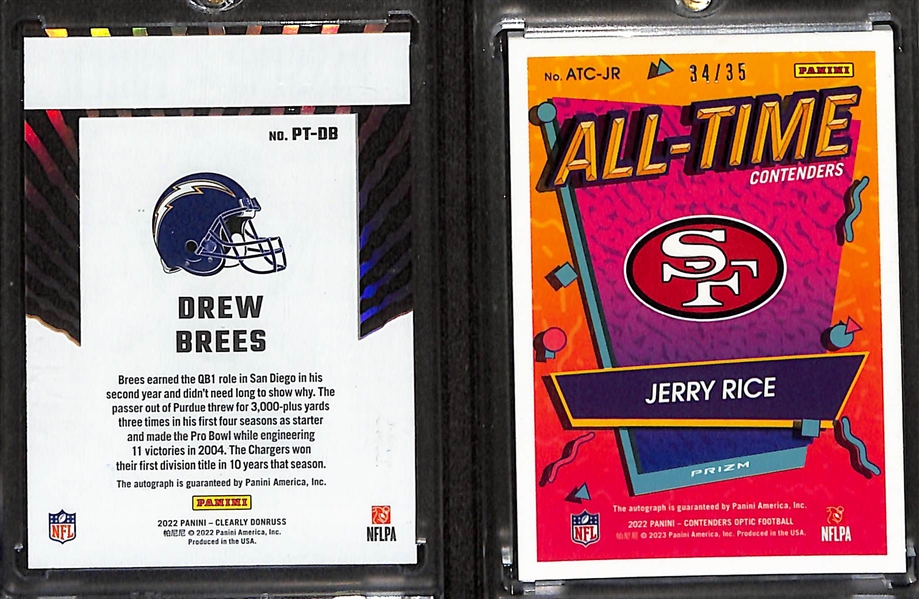 NO. PT-DB
DREW
BREES
Brees earned the QB1 role in San Diego in his
second year and didn't need long to show why. The
passer out of Purdue threw for 3,000-plus yards
three times in his first four seasons as starter
and made the Pro Bowl while engineering
11 victories in 2004. The Chargers won
their first division title in 10 years that season.
The autograph is guaranteed by Panini America, Inc.
PANINI
NFL
2022 PANINI – CLEARLY DONRUSS
帕尼尼 © 2022 Panini America, Inc.
Produced in the USA.
NFLPA
No. ATC-JR
34/35
PANINI
ALL-TIME
CONTENDERS
SF
JERRY RICE
PRIZM
The autograph is guaranteed by Panini America, Inc.
NFL
2022 PANINI – CONTENDERS OPTIC FOOTBALL
帕尼尼 © 2023 Panini America, Inc. Produced in the USA.
NFLPA